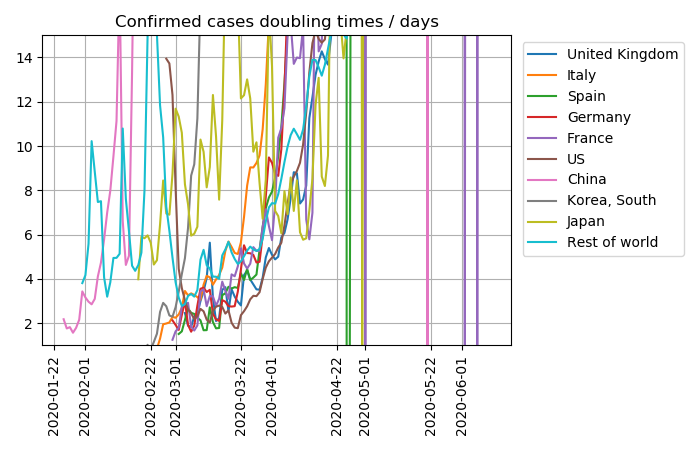 Confirmed cases doubling times / days
14
12
10
8
6
4
2
2020-01-22
2020-02-01
2020-02-22
2020-03-01
2020-03-22
2020-04-01
2020-04-22
2020-05-01
2020-05-22
2020-06-01
United Kingdom
Italy
Spain
Germany
France
US
China
Korea, South
Japan
Rest of world